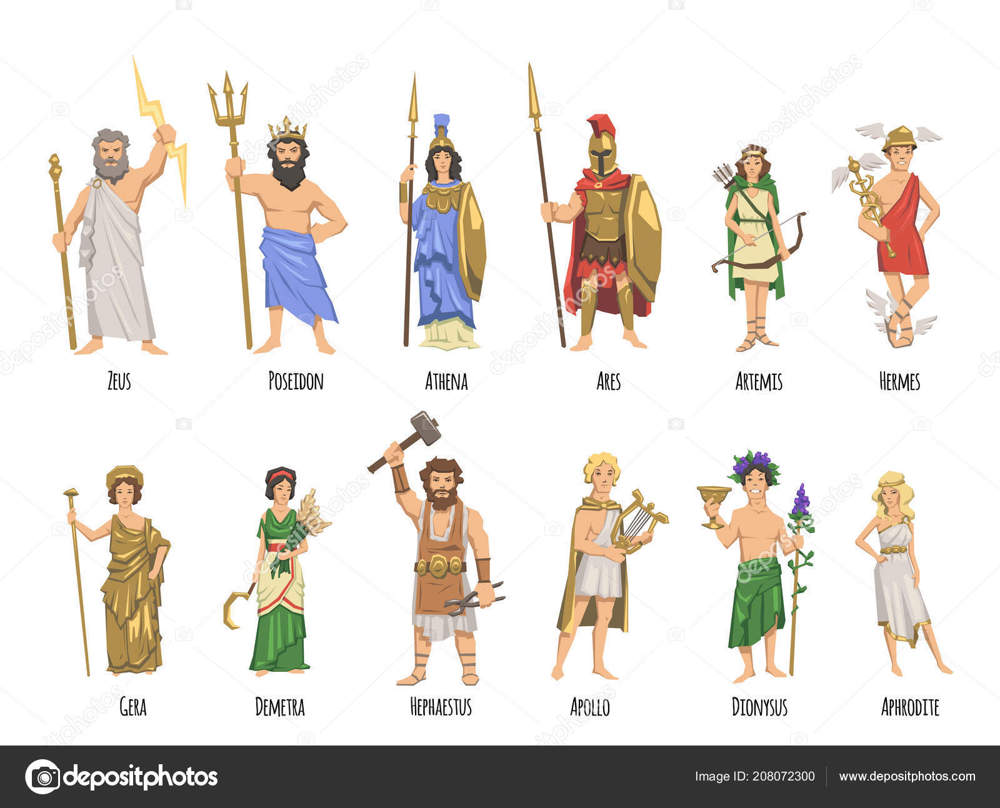 Zeus
Poseidon
Athena
Ares
Artemis
Hermes
Gera
Demetra
Hephaestus
Apollo
Dionysus
Aphrodite
depositphotos
Image ID: 208072300
www.depositphotos.com